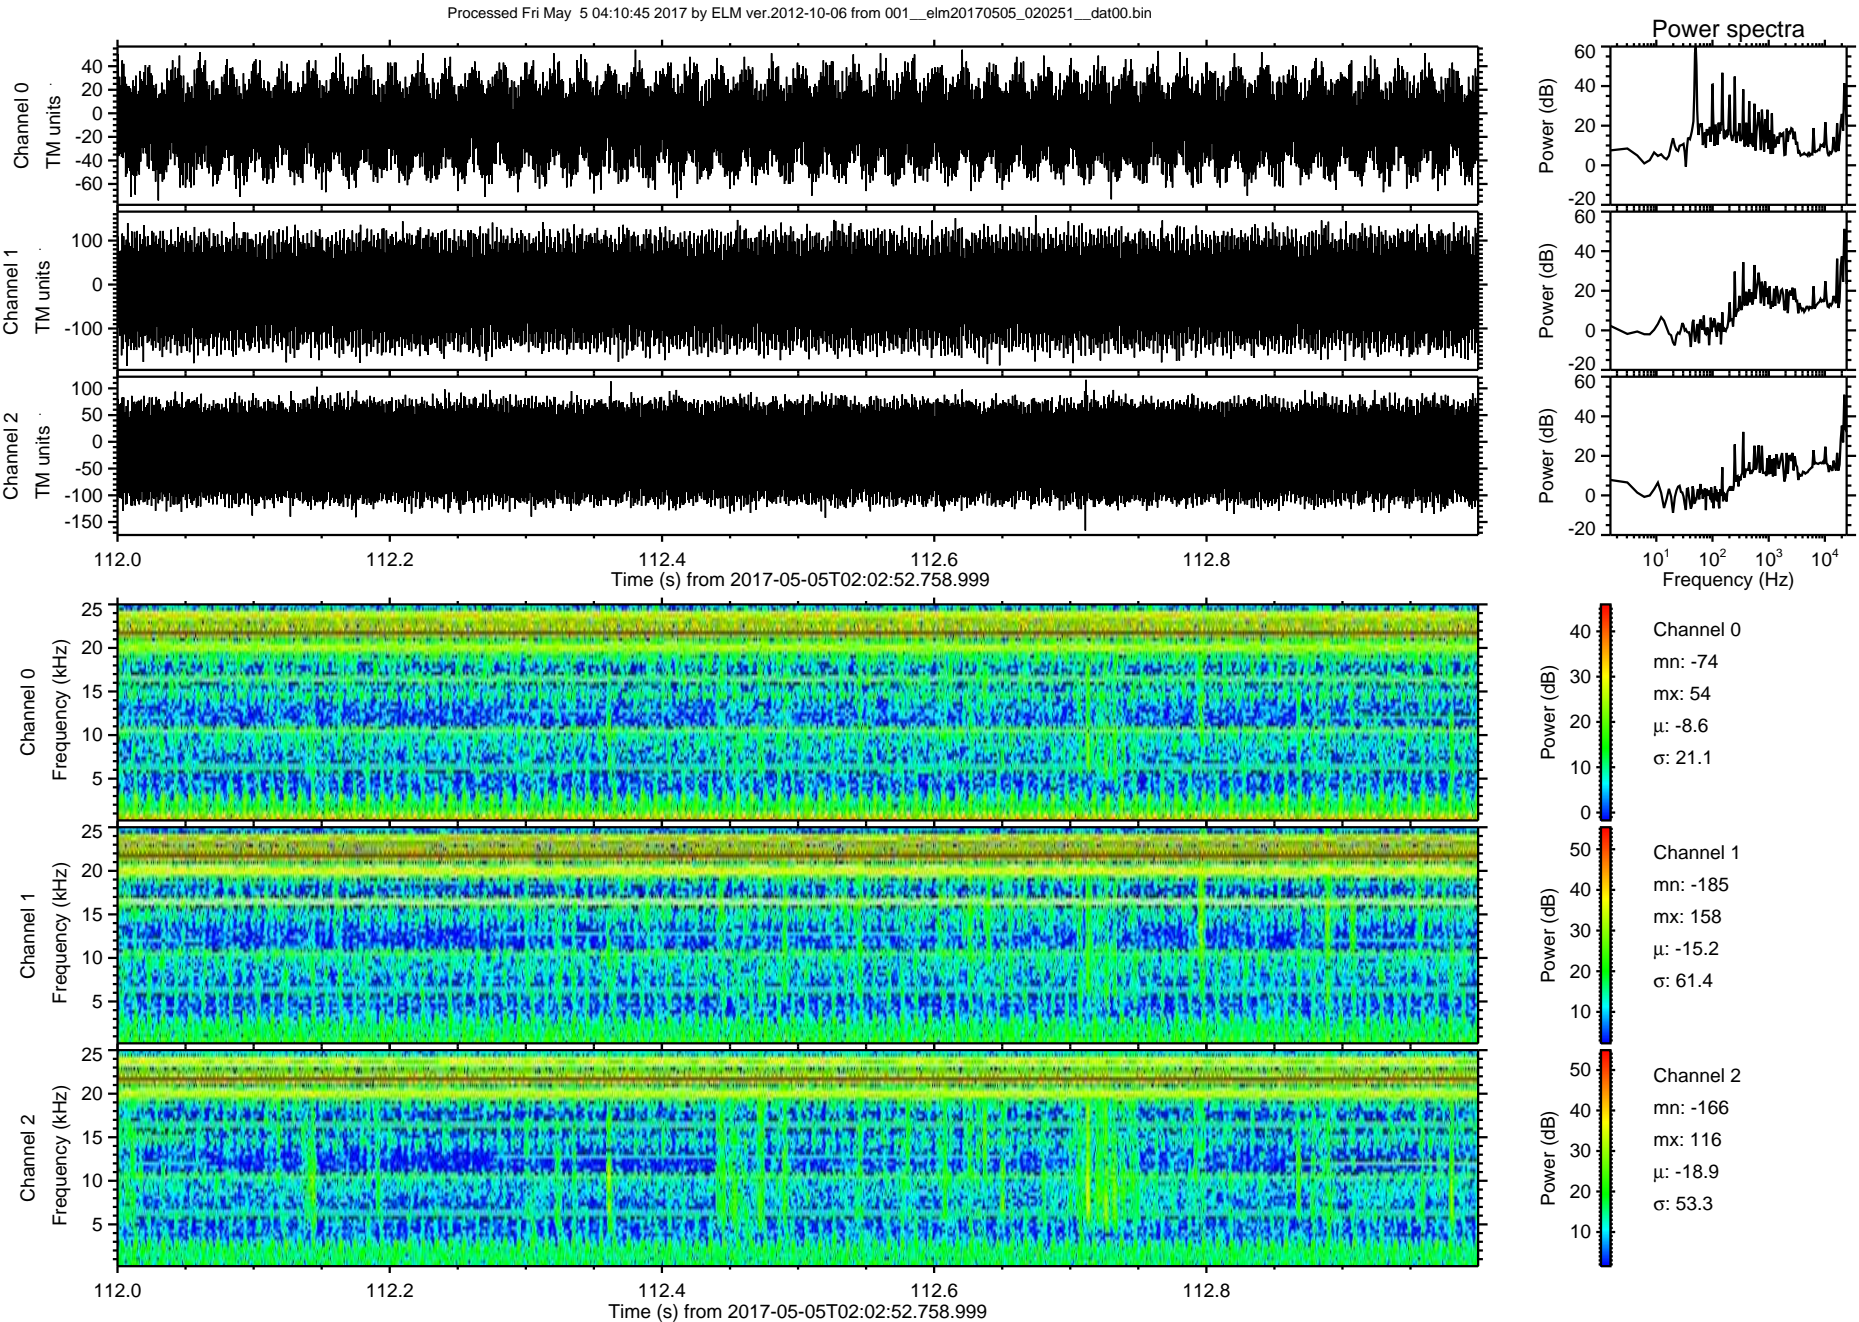 Processed Fri May  5 04:10:45 2017 by ELM ver.2012-10-06 from 001__elm20170505_020251__dat00.bin
Power spectra
Channel 0
TM units
40
20
0
-20
-40
-60
Power (dB)
60
40
20
0
-20
Channel 1
TM units
100
0
-100
Power (dB)
60
40
20
0
-20
Channel 2
TM units
100
50
0
-50
-100
-150
Power (dB)
60
40
20
0
-20
112.0 112.2 112.4 112.6 112.8
Time (s) from 2017-05-05T02:02:52.758.999
10^1 10^2 10^3 10^4
Frequency (Hz)
Channel 0
Frequency (kHz)
25
20
15
10
5
Power (dB)
40
30
20
10
0
Channel 0
mn: -74
mx: 54
µ: -8.6
σ: 21.1
Channel 1
Frequency (kHz)
25
20
15
10
5
Power (dB)
50
40
30
20
10
Channel 1
mn: -185
mx: 158
µ: -15.2
σ: 61.4
Channel 2
Frequency (kHz)
25
20
15
10
5
Power (dB)
50
40
30
20
10
Channel 2
mn: -166
mx: 116
µ: -18.9
σ: 53.3
112.0 112.2 112.4 112.6 112.8
Time (s) from 2017-05-05T02:02:52.758.999